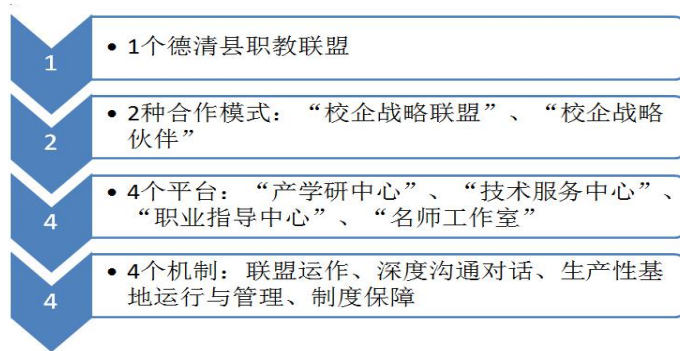 1
• 1个德清县职教联盟
2
• 2种合作模式：“校企战略联盟”、“校企战略
伙伴”
4
• 4个平台：“产学研中心”、“技术服务中心”、
“职业指导中心”、“名师工作室”
4
• 4个机制：联盟运作、深度沟通对话、生产性基
地运行与管理、制度保障